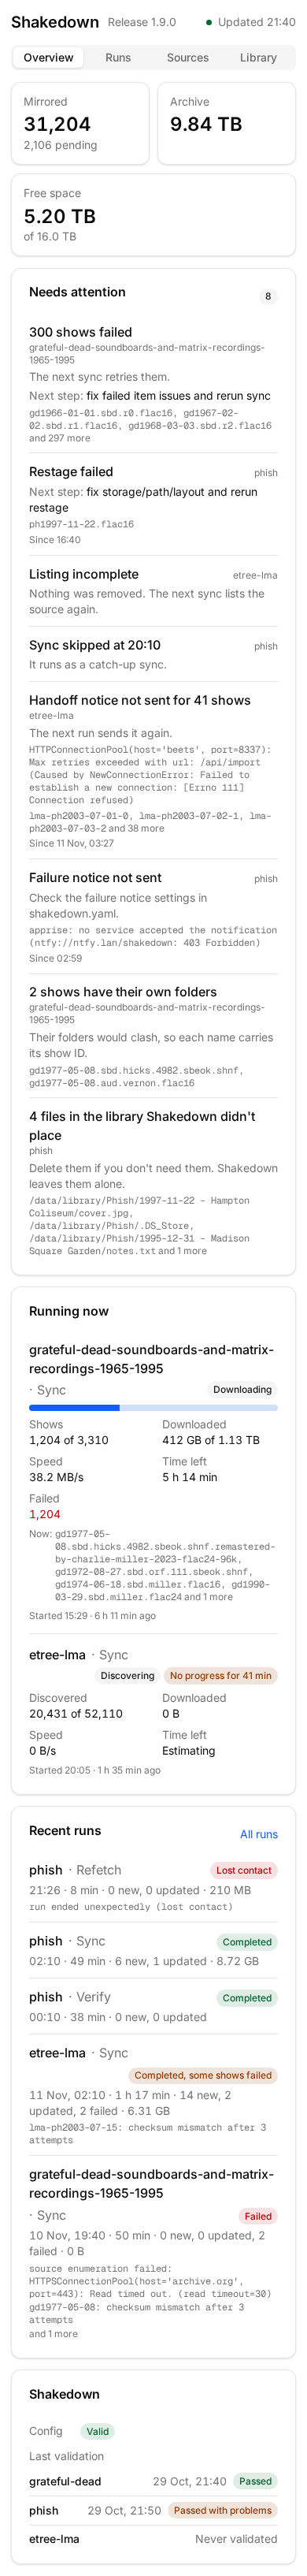 Shakedown Release 1.9.0 Updated 21:40
Overview Runs Sources Library
Mirrored
31,204
2,106 pending
Archive
9.84 TB
Free space
5.20 TB
of 16.0 TB
Needs attention 8
300 shows failed
grateful-dead-soundboards-and-matrix-recordings-
1965-1995
The next sync retries them.
Next step: fix failed item issues and rerun sync
gd1966-01-01.sbd.r0.flac16, gd1967-02-
02.sbd.r1.flac16, gd1968-03-03.sbd.r2.flac16
and 297 more
Restage failed phish
Next step: fix storage/path/layout and rerun
restage
ph1997-11-22.flac16
Since 16:40
Listing incomplete etree-lma
Nothing was removed. The next sync lists the
source again.
Sync skipped at 20:10 phish
It runs as a catch-up sync.
Handoff notice not sent for 41 shows
etree-lma
The next run sends it again.
HTTPConnectionPool(host='beets', port=8337):
Max retries exceeded with url: /api/import
(Caused by NewConnectionError: Failed to
establish a new connection: [Errno 111]
Connection refused)
lma-ph2003-07-01-0, lma-ph2003-07-02-1, lma-
ph2003-07-03-2 and 38 more
Since 11 Nov, 03:27
Failure notice not sent phish
Check the failure notice settings in
shakedown.yaml.
apprise: no service accepted the notification
(ntfy://ntfy.lan/shakedown: 403 Forbidden)
Since 02:59
2 shows have their own folders
grateful-dead-soundboards-and-matrix-recordings-
1965-1995
Their folders would clash, so each name carries
its show ID.
gd1977-05-08.sbd.hicks.4982.sbeok.shnf,
gd1977-05-08.aud.vernon.flac16
4 files in the library Shakedown didn't
place
phish
Delete them if you don't need them. Shakedown
leaves them alone.
/data/library/Phish/1997-11-22 - Hampton
Coliseum/cover.jpg,
/data/library/Phish/.DS_Store,
/data/library/Phish/1995-12-31 - Madison
Square Garden/notes.txt and 1 more
Running now
grateful-dead-soundboards-and-matrix-
recordings-1965-1995
· Sync Downloading
Shows Downloaded
1,204 of 3,310 412 GB of 1.13 TB
Speed Time left
38.2 MB/s 5 h 14 min
Failed
1,204
Now: gd1977-05-
08.sbd.hicks.4982.sbeok.shnf.remastered-
by-charlie-miller-2023-flac24-96k,
gd1972-08-27.sbd.orf.111.sbeok.shnf,
gd1974-06-18.sbd.miller.flac16, gd1990-
03-29.sbd.miller.flac24 and 1 more
Started 15:29 · 6 h 11 min ago
etree-lma · Sync
Discovering No progress for 41 min
Discovered Downloaded
20,431 of 52,110 0 B
Speed Time left
0 B/s Estimating
Started 20:05 · 1 h 35 min ago
Recent runs All runs
phish · Refetch Lost contact
21:26 · 8 min · 0 new, 0 updated · 210 MB
run ended unexpectedly (lost contact)
phish · Sync Completed
02:10 · 49 min · 6 new, 1 updated · 8.72 GB
phish · Verify Completed
00:10 · 38 min · 0 new, 0 updated
etree-lma · Sync
Completed, some shows failed
11 Nov, 02:10 · 1 h 17 min · 14 new, 2
updated, 2 failed · 6.31 GB
lma-ph2003-07-15: checksum mismatch after 3
attempts
grateful-dead-soundboards-and-matrix-
recordings-1965-1995
· Sync Failed
10 Nov, 19:40 · 50 min · 0 new, 0 updated, 2
failed · 0 B
source enumeration failed:
HTTPSConnectionPool(host='archive.org',
port=443): Read timed out. (read timeout=30)
gd1977-05-08: checksum mismatch after 3
attempts
and 1 more
Shakedown
Config Valid
Last validation
grateful-dead 29 Oct, 21:40 Passed
phish 29 Oct, 21:50 Passed with problems
etree-lma Never validated